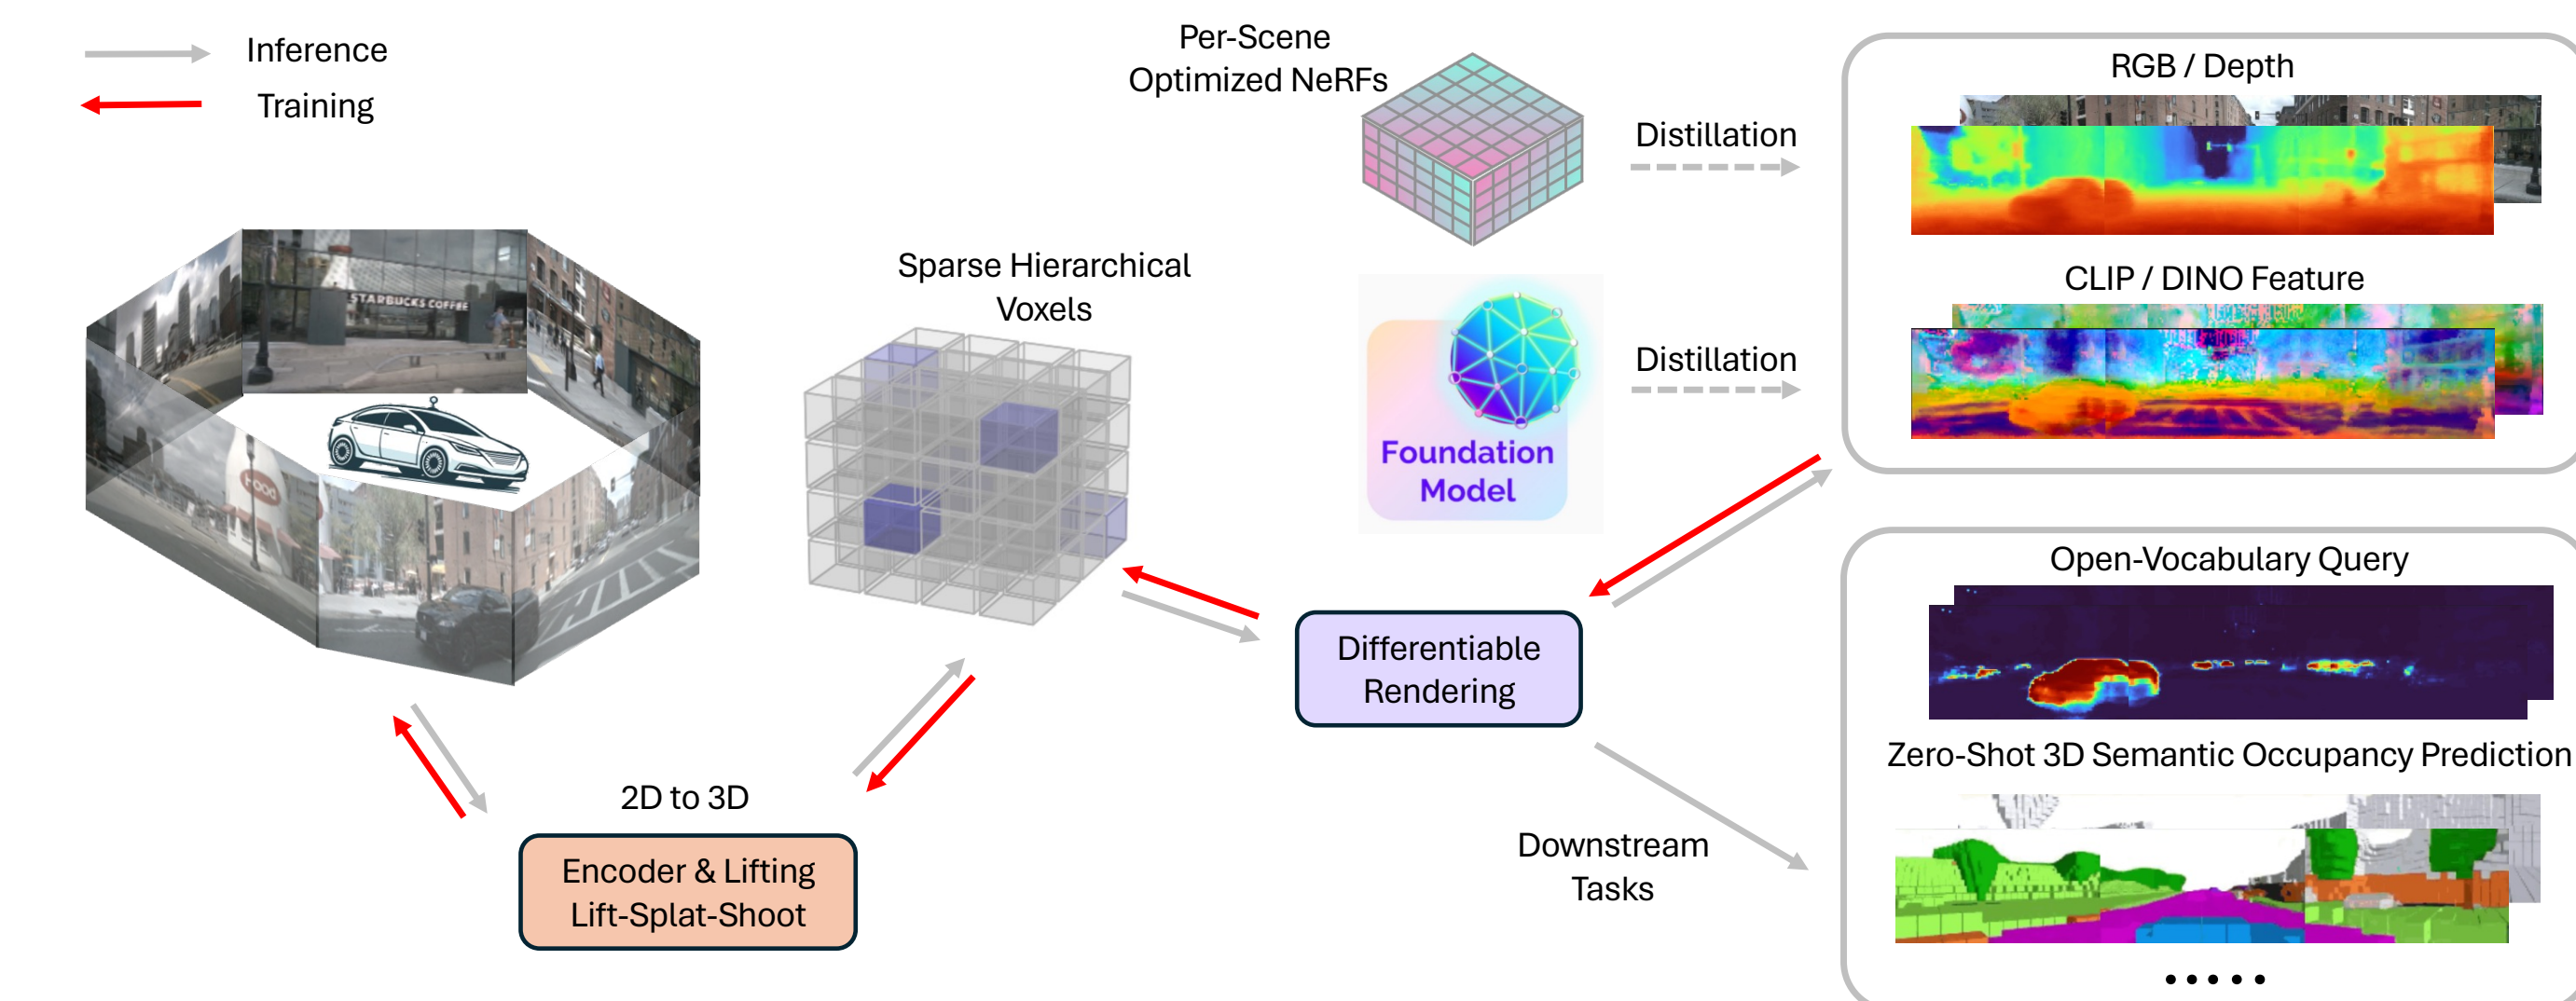 Inference
Training
Per-Scene
Optimized NeRFs
Distillation
RGB / Depth
Sparse Hierarchical
Voxels
STARBUCKS COFFEE
Hood
Foundation
Model
Distillation
CLIP / DINO Feature
Differentiable
Rendering
2D to 3D
Encoder & Lifting
Lift-Splat-Shoot
Downstream
Tasks
Open-Vocabulary Query
Zero-Shot 3D Semantic Occupancy Prediction
.....